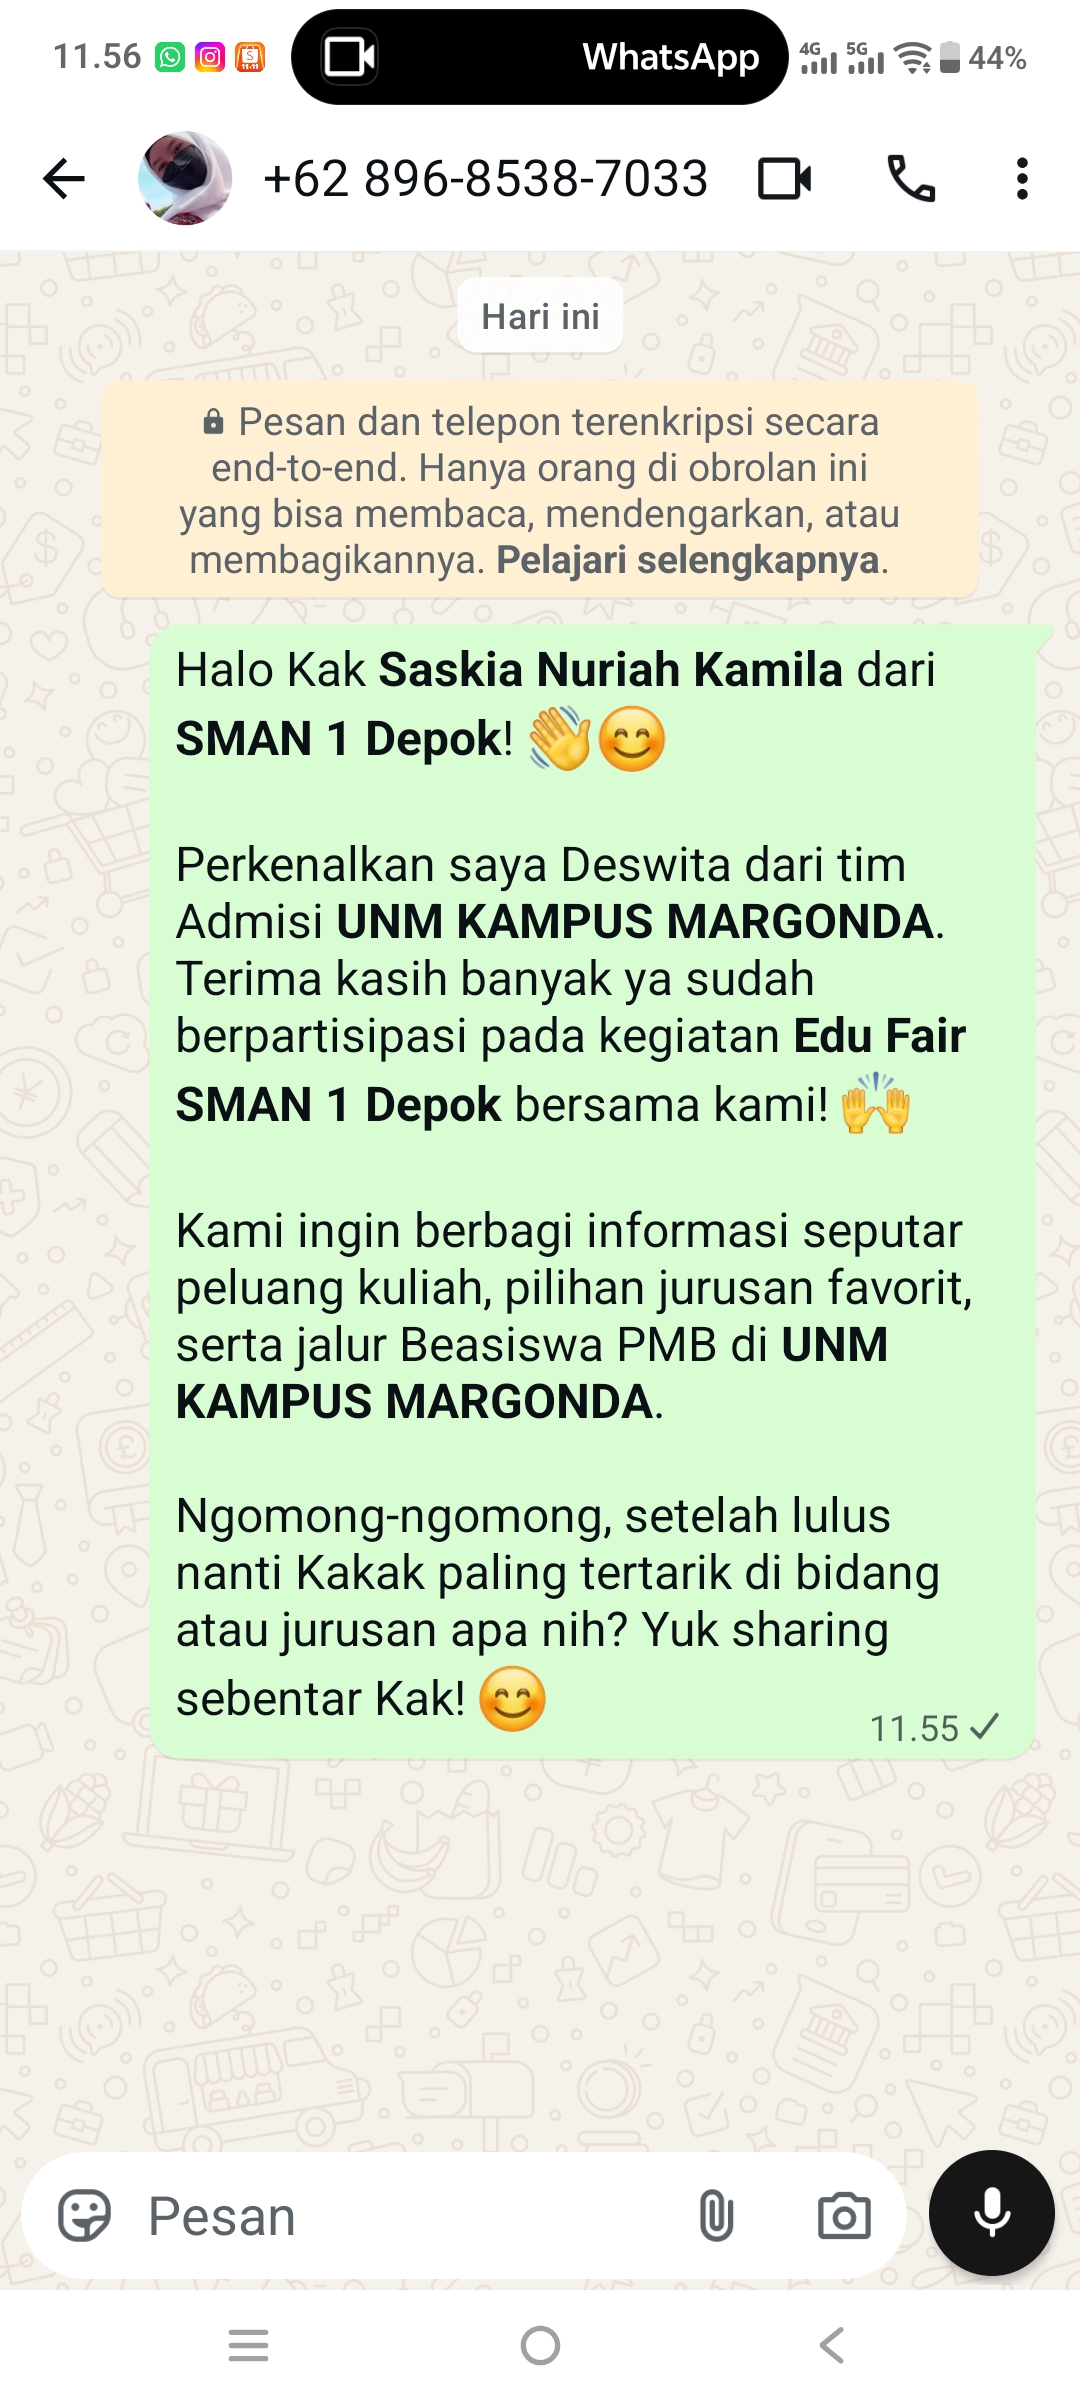 11.56 WhatsApp 4G 5G 44%
+62 896-8538-7033
Hari ini
Pesan dan telepon terenkripsi secara
end-to-end. Hanya orang di obrolan ini
yang bisa membaca, mendengarkan, atau
membagikannya. Pelajari selengkapnya.
Halo Kak Saskia Nuriah Kamila dari
SMAN 1 Depok! 👋😊
Perkenalkan saya Deswita dari tim
Admisi UNM KAMPUS MARGONDA.
Terima kasih banyak ya sudah
berpartisipasi pada kegiatan Edu Fair
SMAN 1 Depok bersama kami! 🙌
Kami ingin berbagi informasi seputar
peluang kuliah, pilihan jurusan favorit,
serta jalur Beasiswa PMB di UNM
KAMPUS MARGONDA.
Ngomong-ngomong, setelah lulus
nanti Kakak paling tertarik di bidang
atau jurusan apa nih? Yuk sharing
sebentar Kak! 😊
11.55
Pesan